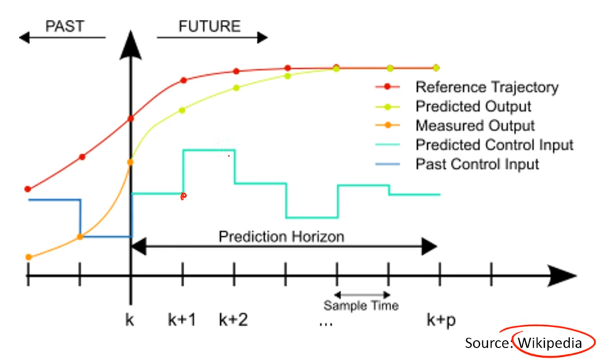 PAST
FUTURE
Reference Trajectory
Predicted Output
Measured Output
Predicted Control Input
Past Control Input
Prediction Horizon
Sample Time
k
k+1
k+2
...
k+p
Source: Wikipedia